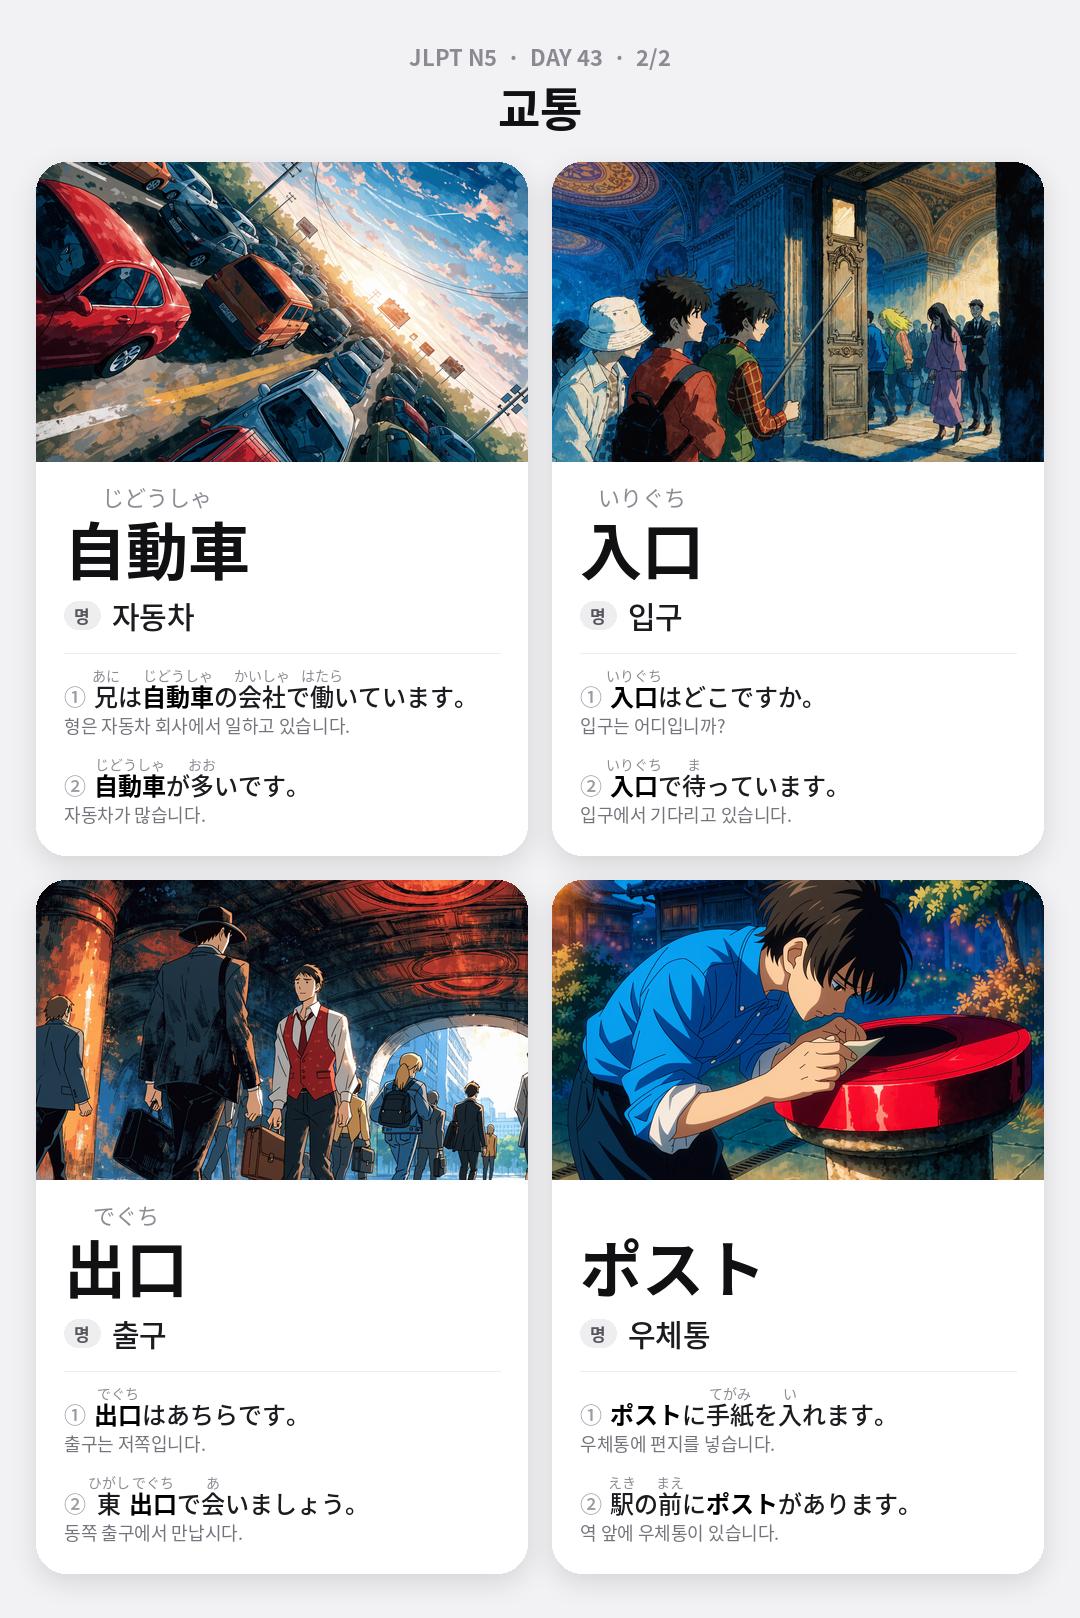 JLPT N5 · DAY 43 · 2/2
교통
じどうしゃ
自動車
명 자동차
あに じどうしゃ かいしゃ はたら
① 兄は自動車の会社で働いています。
형은 자동차 회사에서 일하고 있습니다.
じどうしゃ おお
② 自動車が多いです。
자동차가 많습니다.
いりぐち
入口
명 입구
いりぐち
① 入口はどこですか。
입구는 어디입니까?
いりぐち ま
② 入口で待っています。
입구에서 기다리고 있습니다.
でぐち
出口
명 출구
でぐち
① 出口はあちらです。
출구는 저쪽입니다.
ひがし でぐち あ
② 東 出口で会いましょう。
동쪽 출구에서 만납시다.
ポスト
명 우체통
てがみ い
① ポストに手紙を入れます。
우체통에 편지를 넣습니다.
えき まえ
② 駅の前にポストがあります。
역 앞에 우체통이 있습니다.